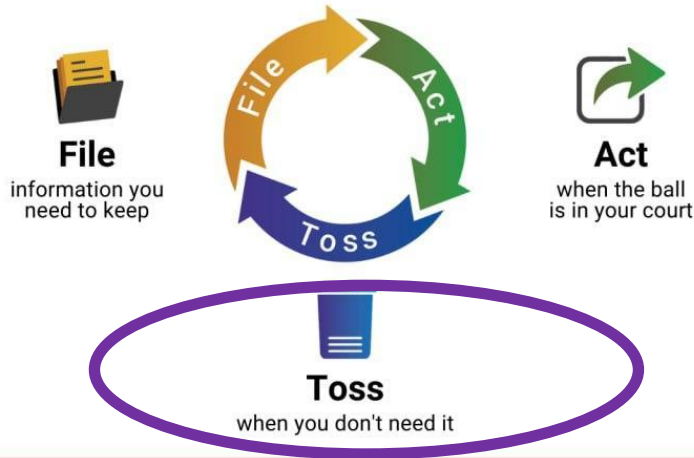 File
Act
Toss
File
information you
need to keep
Act
when the ball
is in your court
Toss
when you don't need it